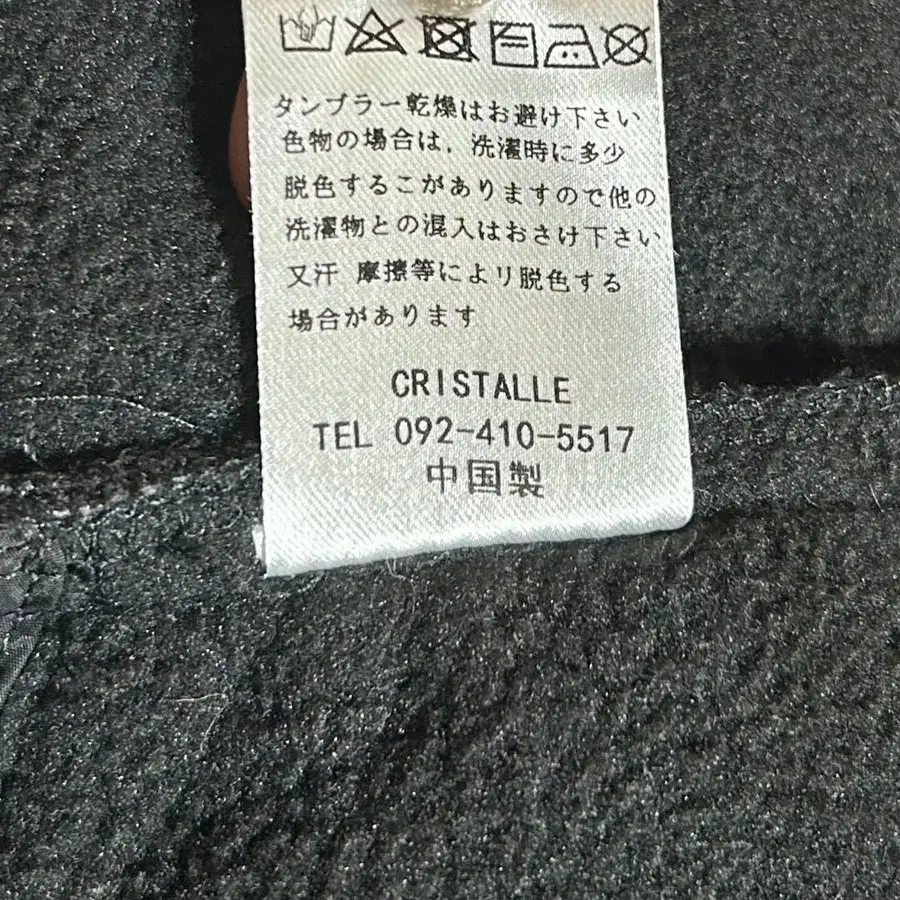 タンブラー乾燥はお避け下さい
色物の場合は，洗濯時に多少
脱色するこがありますので他の
洗濯物との混入はおさけ下さい
又汗 摩擦等により脱色する
場合があります
CRISTALLE
TEL 092-410-5517
中国製